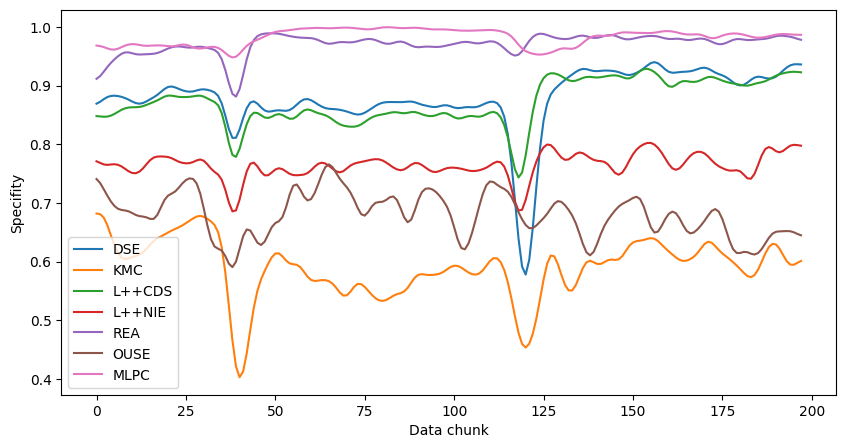 1.0
0.9
0.8
0.7
0.6
0.5
0.4
Specifity
DSE
KMC
L++CDS
L++NIE
REA
OUSE
MLPC
0 25 50 75 100 125 150 175 200
Data chunk